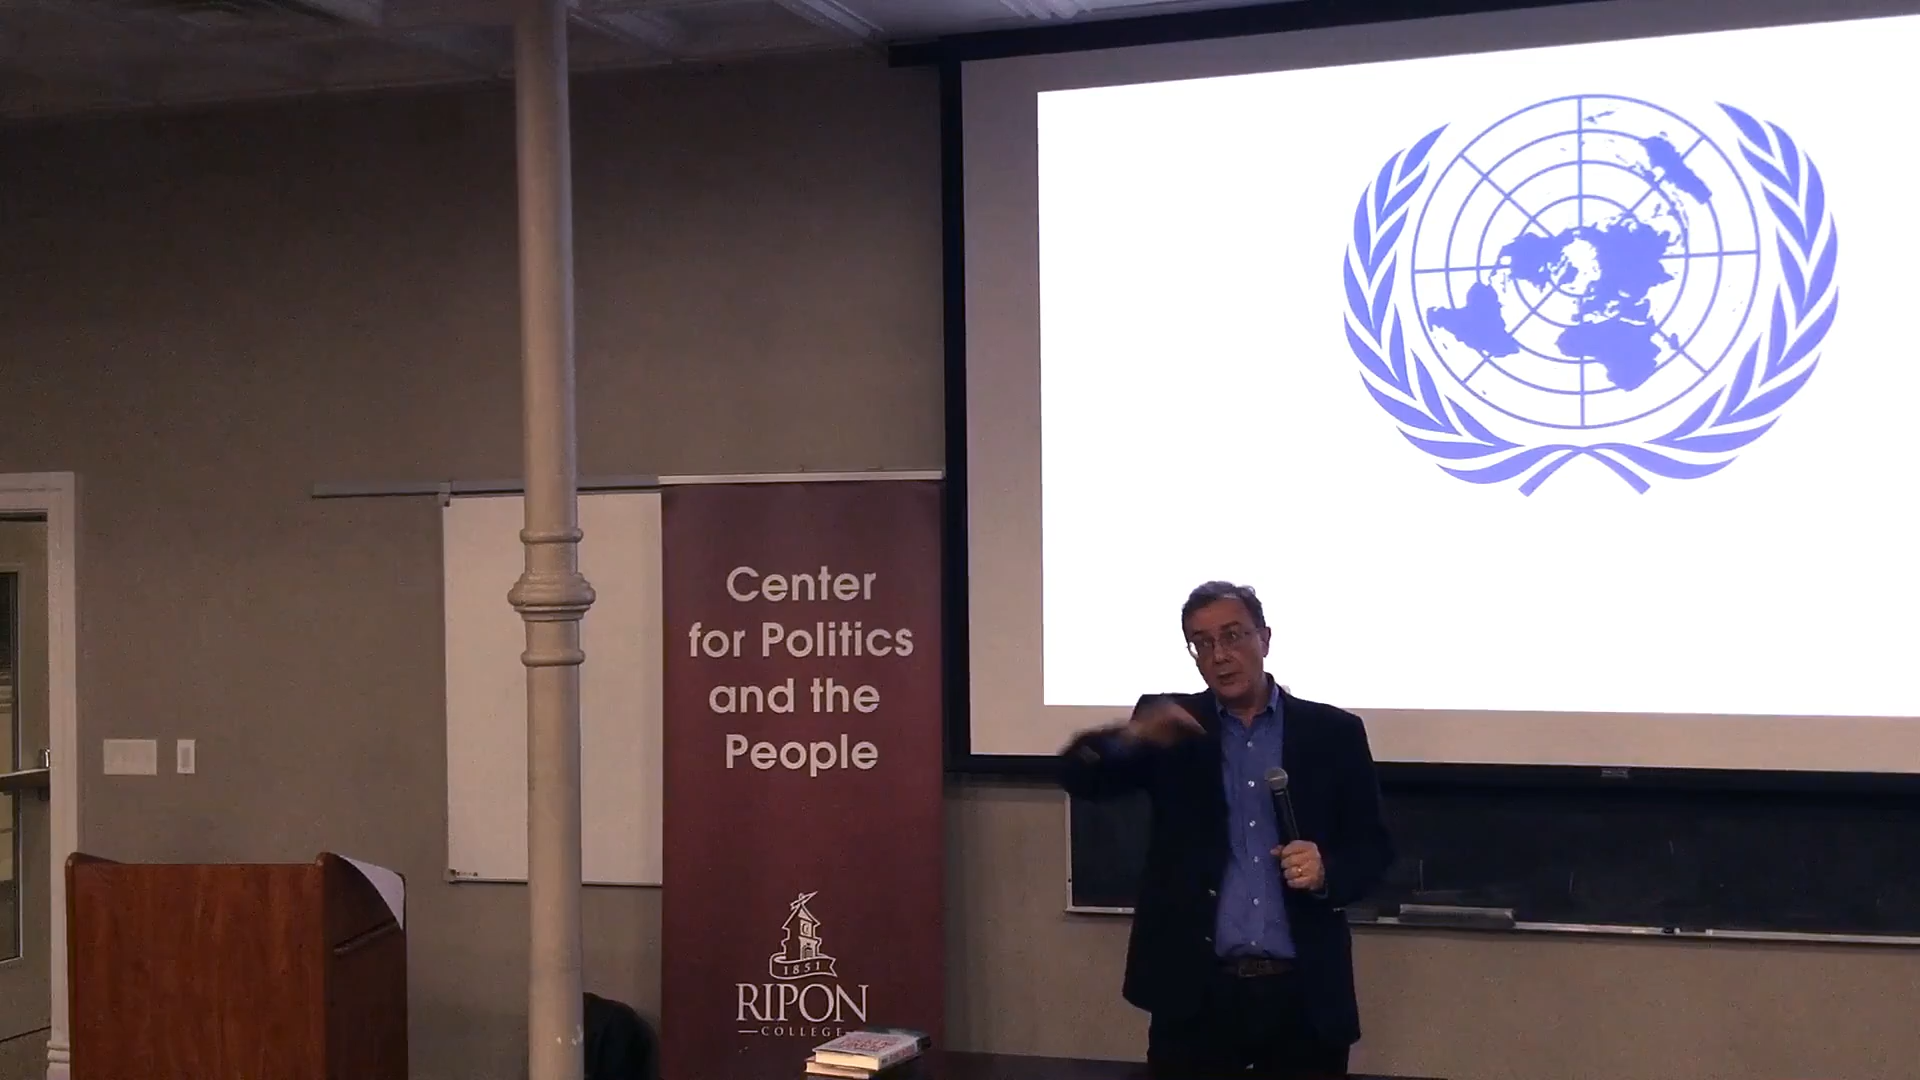 Center
for Politics
and the
People
1851
RIPON
COLLEGE